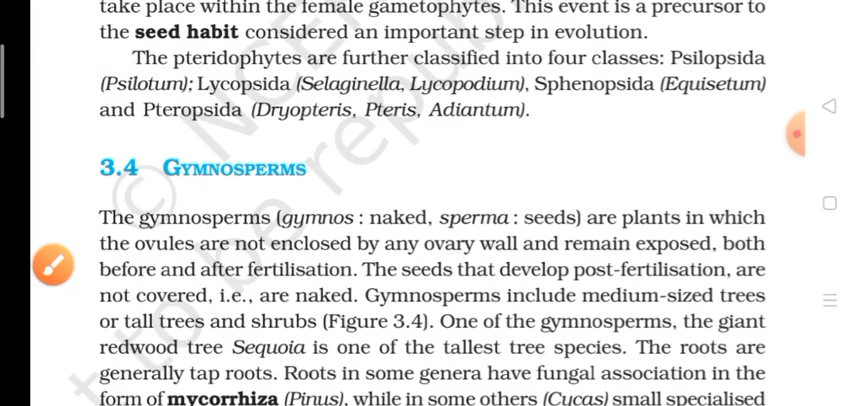 take place within the female gametophytes. This event is a precursor to
the seed habit considered an important step in evolution.
The pteridophytes are further classified into four classes: Psilopsida
(Psilotum); Lycopsida (Selaginella, Lycopodium), Sphenopsida (Equisetum)
and Pteropsida (Dryopteris, Pteris, Adiantum).
3.4 GYMNOSPERMS
The gymnosperms (gymnos : naked, sperma : seeds) are plants in which
the ovules are not enclosed by any ovary wall and remain exposed, both
before and after fertilisation. The seeds that develop post-fertilisation, are
not covered, i.e., are naked. Gymnosperms include medium-sized trees
or tall trees and shrubs (Figure 3.4). One of the gymnosperms, the giant
redwood tree Sequoia is one of the tallest tree species. The roots are
generally tap roots. Roots in some genera have fungal association in the
form of mycorrhiza (Pinus), while in some others (Cycas) small specialised